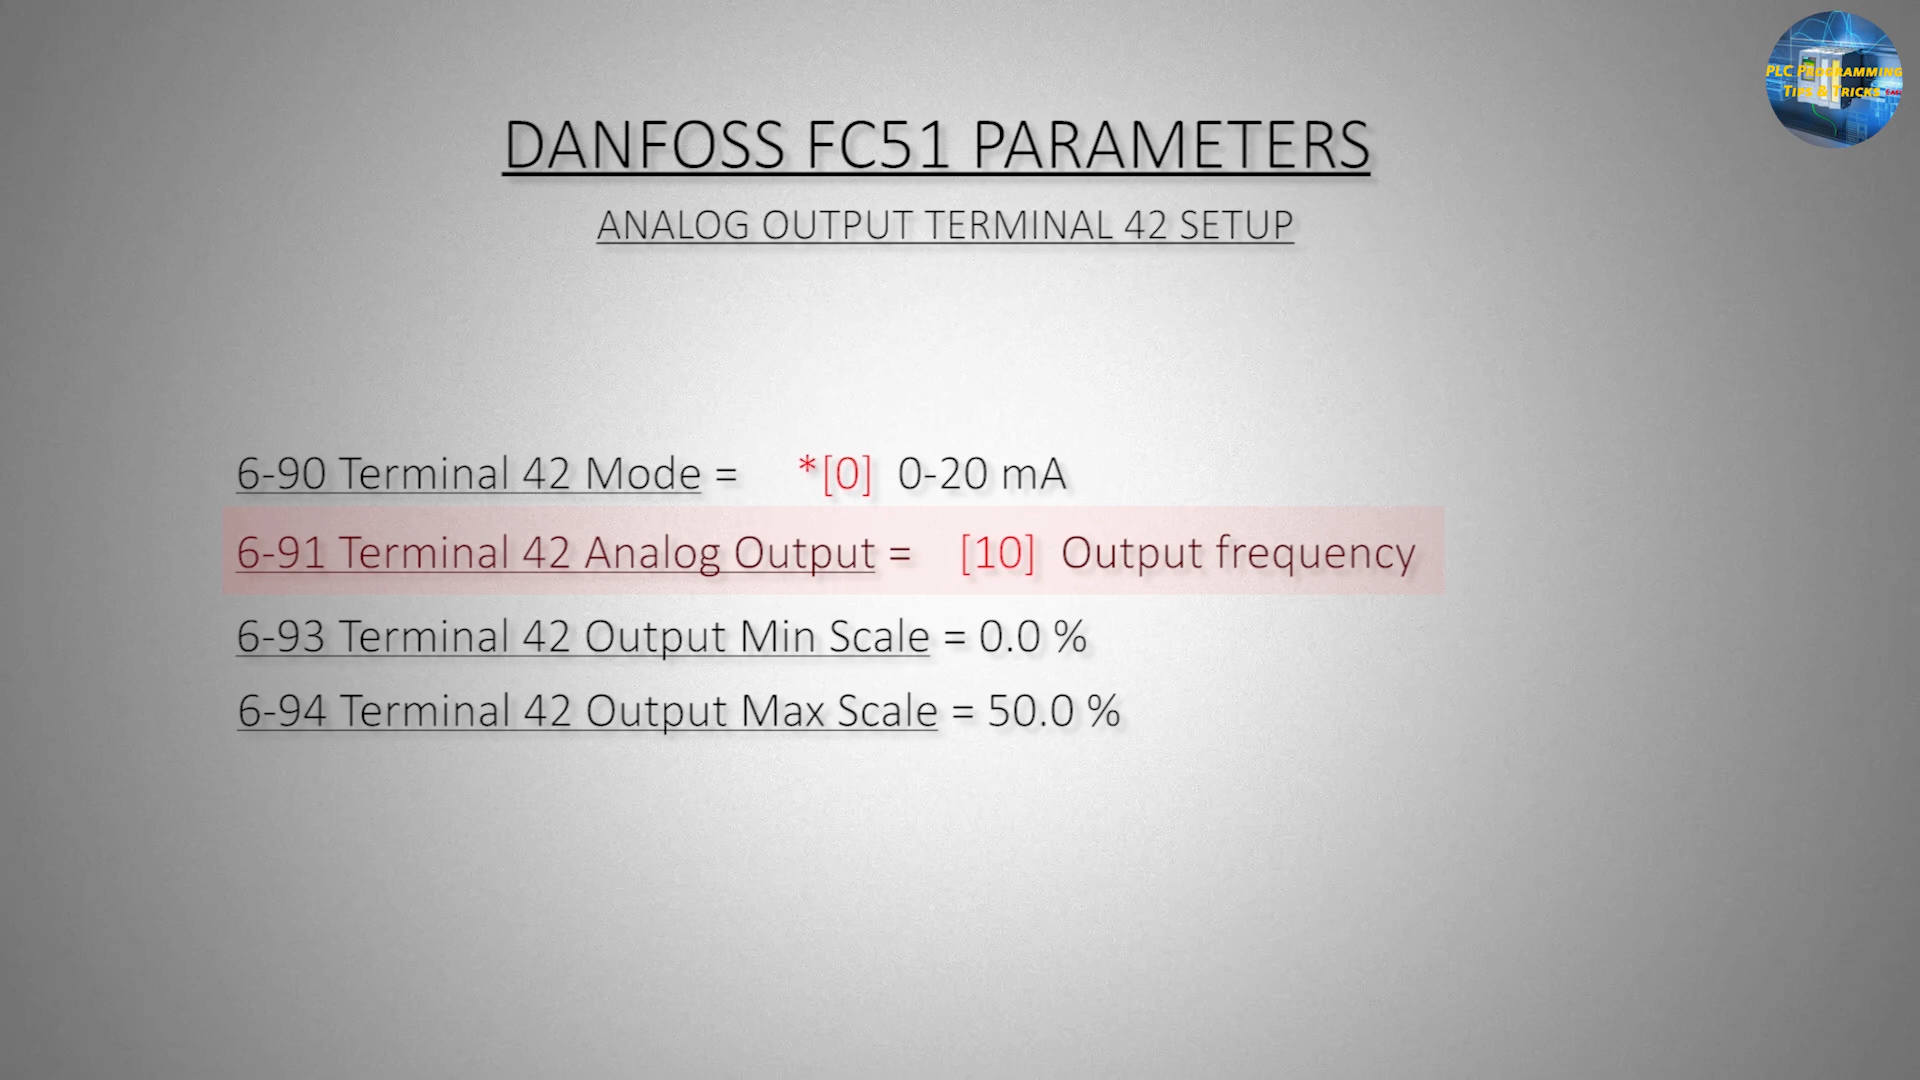 PLC PROGRAMMING
TIPS & TRICKS
DANFOSS FC51 PARAMETERS
ANALOG OUTPUT TERMINAL 42 SETUP
6-90 Terminal 42 Mode = *[0] 0-20 mA
6-91 Terminal 42 Analog Output = [10] Output frequency
6-93 Terminal 42 Output Min Scale = 0.0 %
6-94 Terminal 42 Output Max Scale = 50.0 %